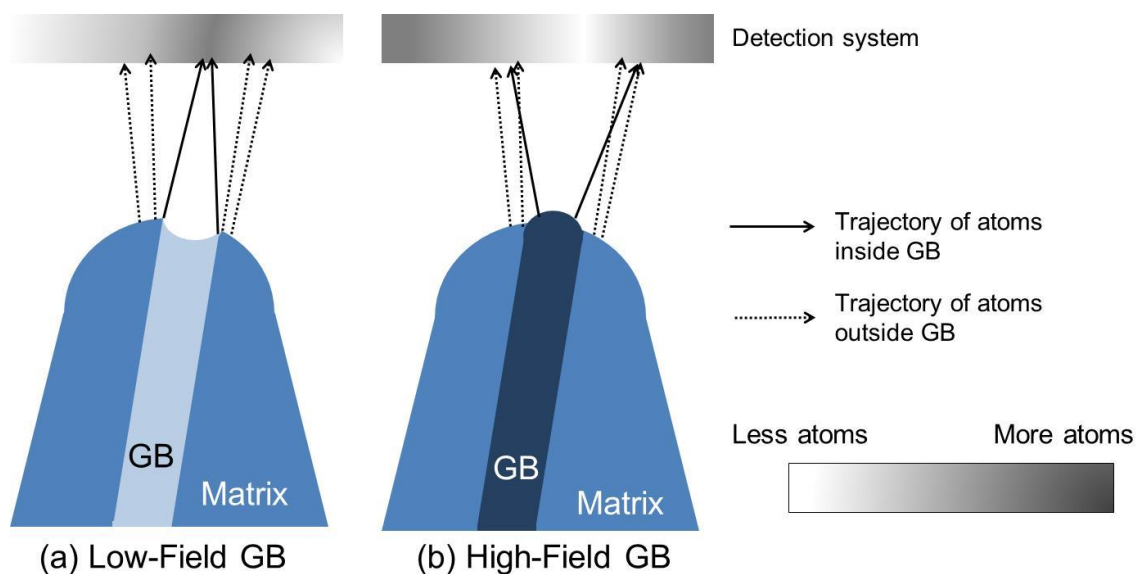 Detection system
Trajectory of atoms
inside GB
Trajectory of atoms
outside GB
GB
Matrix
GB
Matrix
Less atoms More atoms
(a) Low-Field GB
(b) High-Field GB